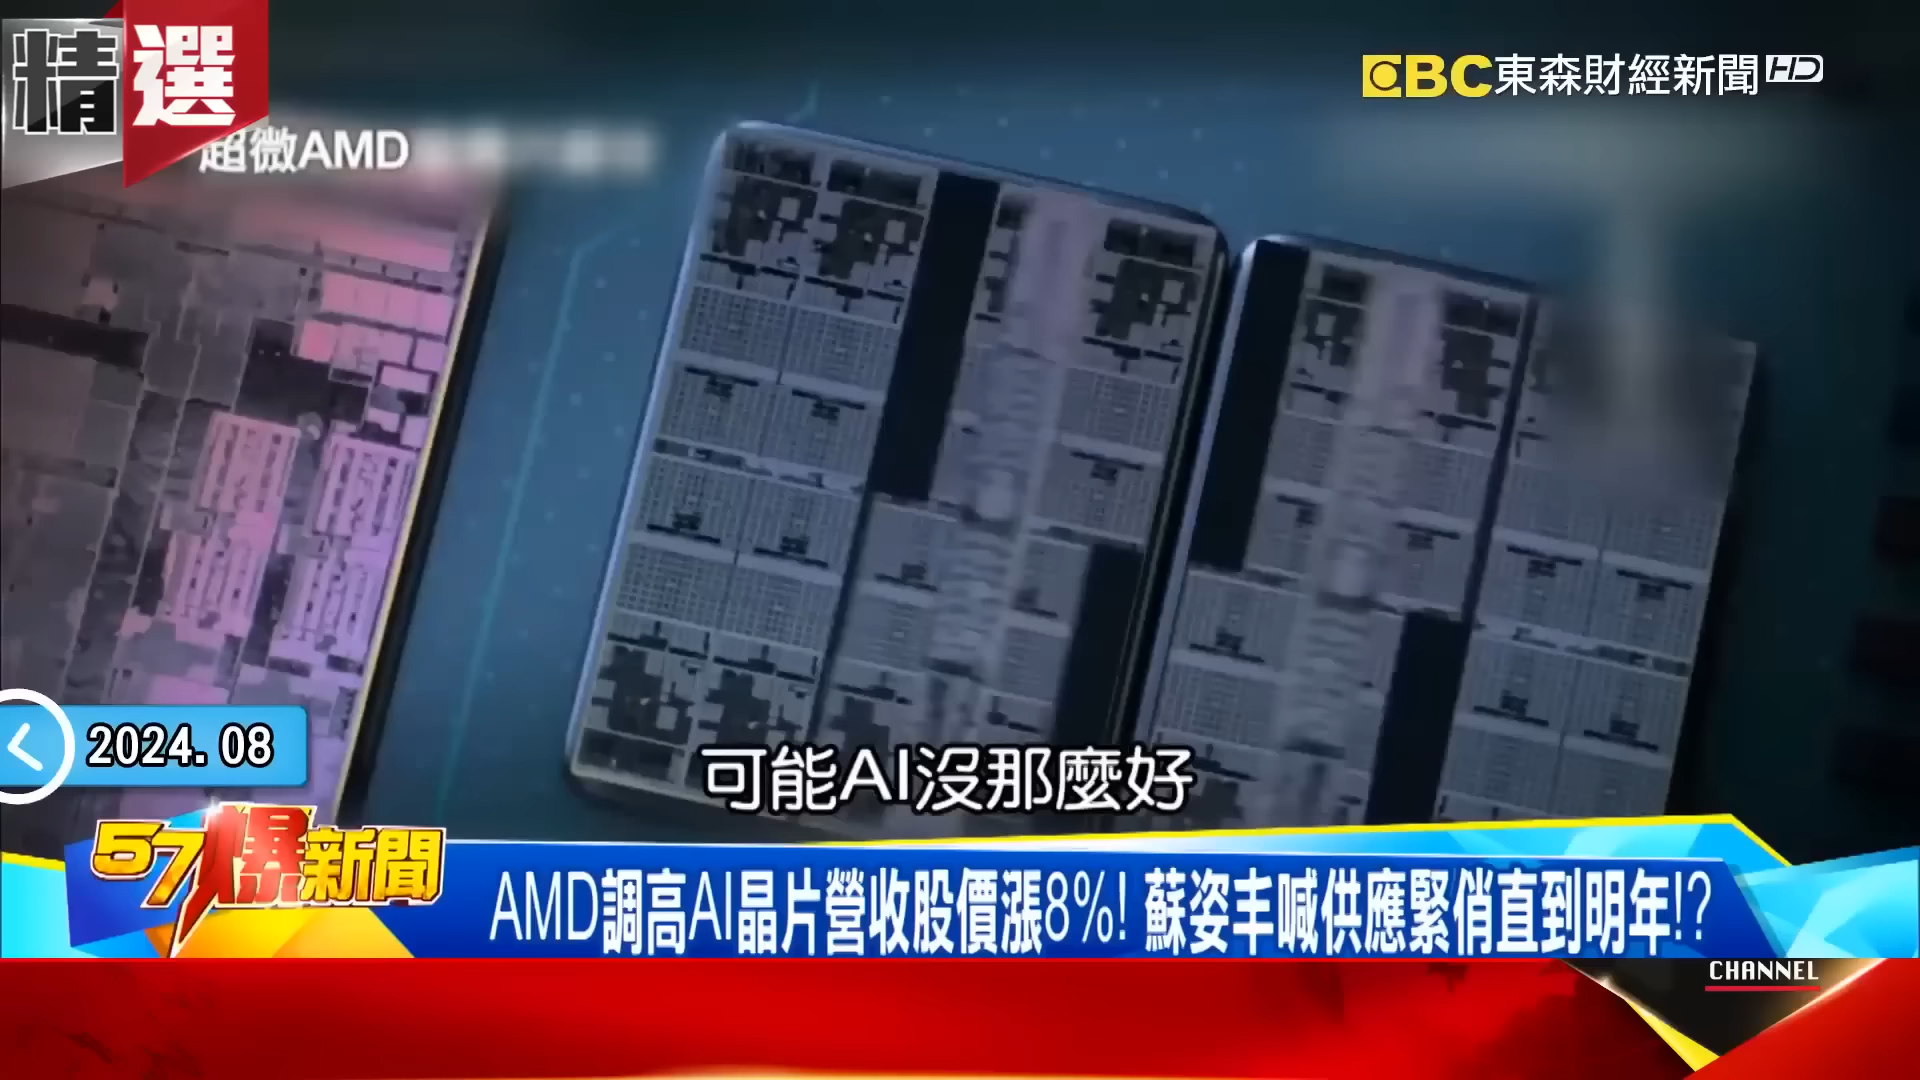 精選
EBC東森財經新聞HD
超微AMD
2024.08
可能AI沒那麼好
57爆新聞
AMD調高AI晶片營收股價漲8%! 蘇姿丰喊供應緊俏直到明年!?
CHANNEL